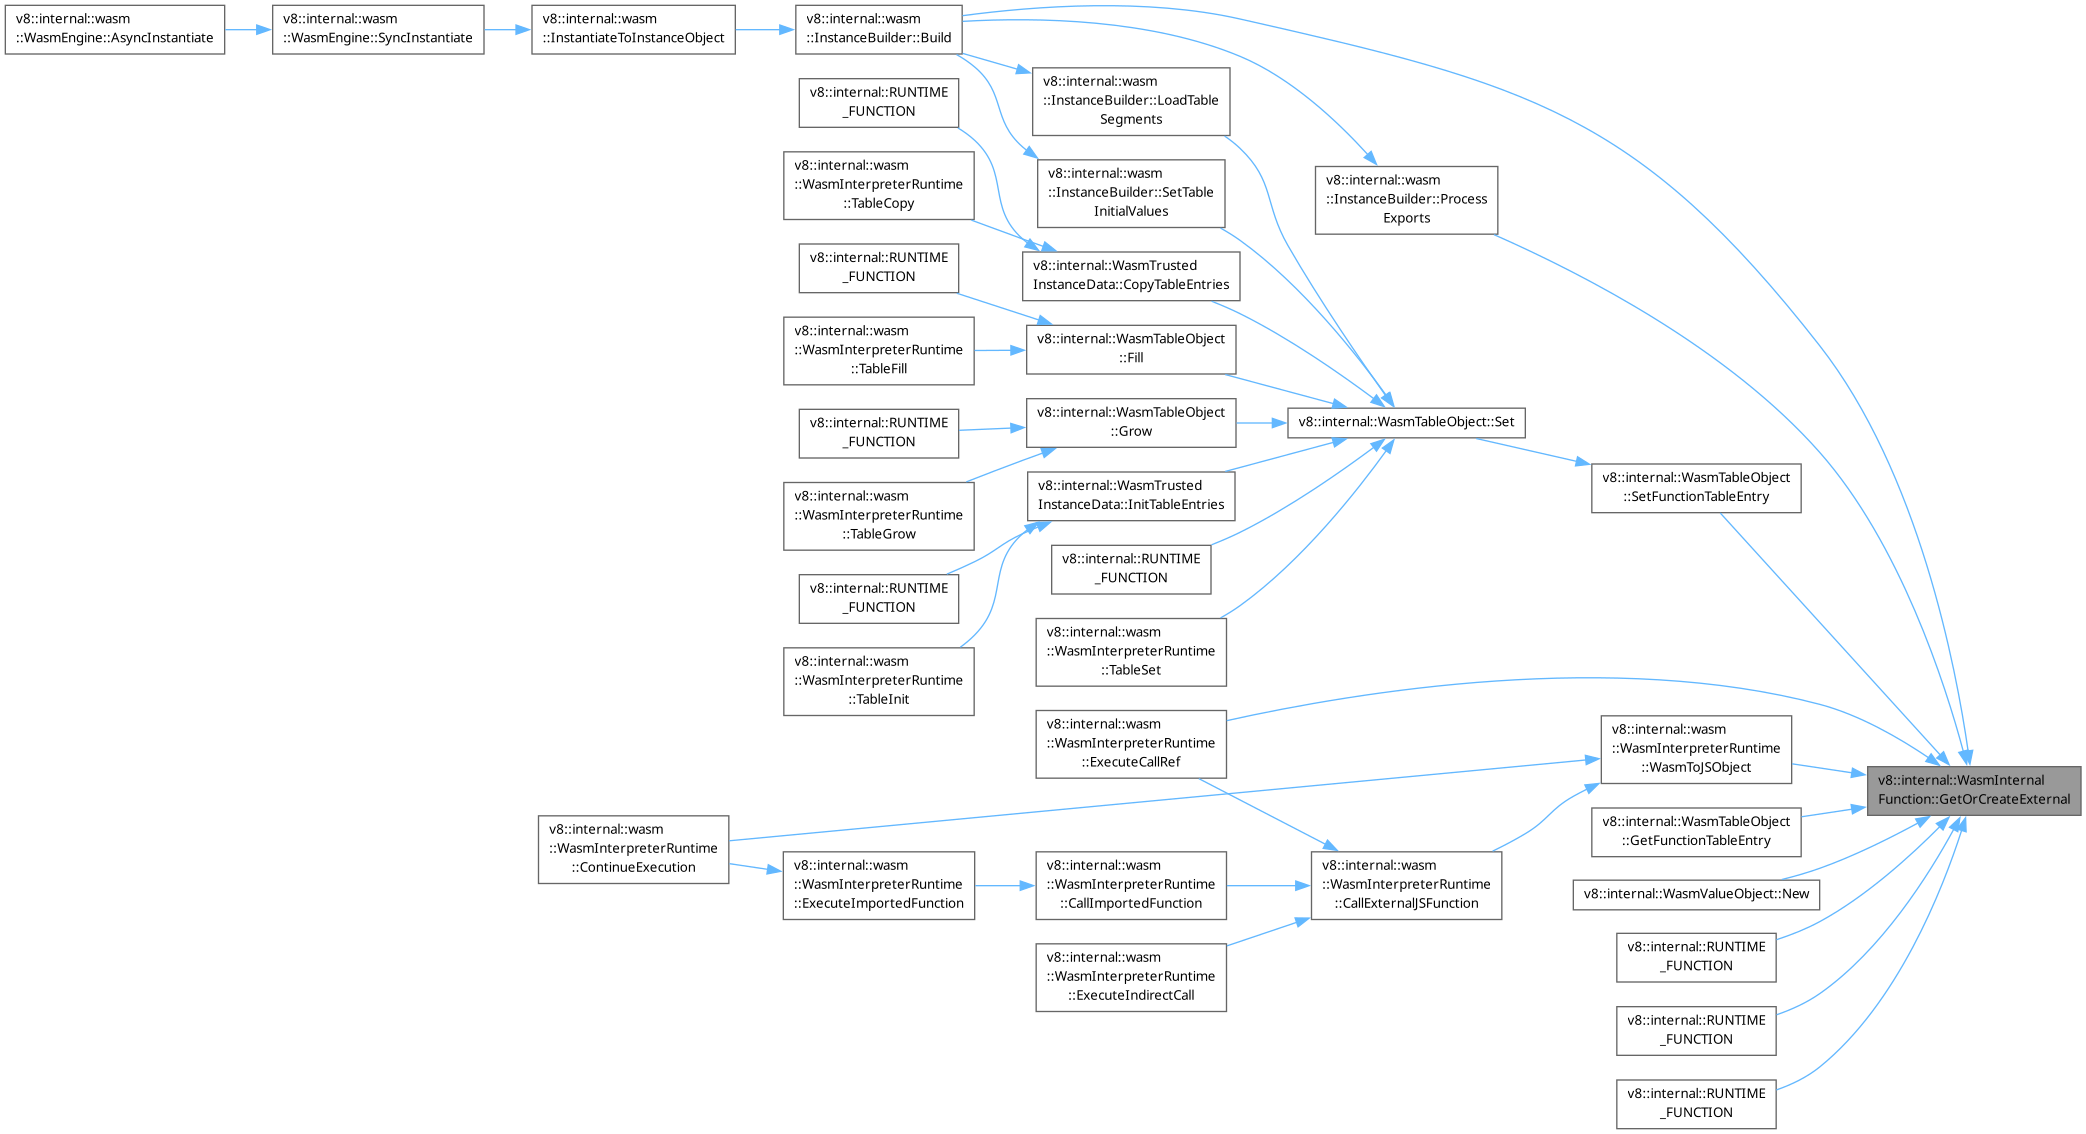 v8::internal::wasm
::WasmEngine::AsyncInstantiate
v8::internal::wasm
::WasmEngine::SyncInstantiate
v8::internal::wasm
::InstantiateToInstanceObject
v8::internal::wasm
::InstanceBuilder::Build
v8::internal::RUNTIME
_FUNCTION
v8::internal::wasm
::WasmInterpreterRuntime
::TableCopy
v8::internal::RUNTIME
_FUNCTION
v8::internal::wasm
::WasmInterpreterRuntime
::TableFill
v8::internal::RUNTIME
_FUNCTION
v8::internal::wasm
::WasmInterpreterRuntime
::TableGrow
v8::internal::RUNTIME
_FUNCTION
v8::internal::wasm
::WasmInterpreterRuntime
::TableInit
v8::internal::wasm
::InstanceBuilder::LoadTable
Segments
v8::internal::wasm
::InstanceBuilder::SetTable
InitialValues
v8::internal::WasmTrusted
InstanceData::CopyTableEntries
v8::internal::WasmTableObject
::Fill
v8::internal::WasmTableObject
::Grow
v8::internal::WasmTrusted
InstanceData::InitTableEntries
v8::internal::RUNTIME
_FUNCTION
v8::internal::wasm
::WasmInterpreterRuntime
::TableSet
v8::internal::wasm
::WasmInterpreterRuntime
::ExecuteCallRef
v8::internal::wasm
::InstanceBuilder::Process
Exports
v8::internal::WasmTableObject::Set
v8::internal::WasmTableObject
::SetFunctionTableEntry
v8::internal::wasm
::WasmInterpreterRuntime
::WasmToJSObject
v8::internal::WasmInternal
Function::GetOrCreateExternal
v8::internal::WasmTableObject
::GetFunctionTableEntry
v8::internal::wasm
::WasmInterpreterRuntime
::ContinueExecution
v8::internal::wasm
::WasmInterpreterRuntime
::ExecuteImportedFunction
v8::internal::wasm
::WasmInterpreterRuntime
::CallImportedFunction
v8::internal::wasm
::WasmInterpreterRuntime
::CallExternalJSFunction
v8::internal::WasmValueObject::New
v8::internal::wasm
::WasmInterpreterRuntime
::ExecuteIndirectCall
v8::internal::RUNTIME
_FUNCTION
v8::internal::RUNTIME
_FUNCTION
v8::internal::RUNTIME
_FUNCTION